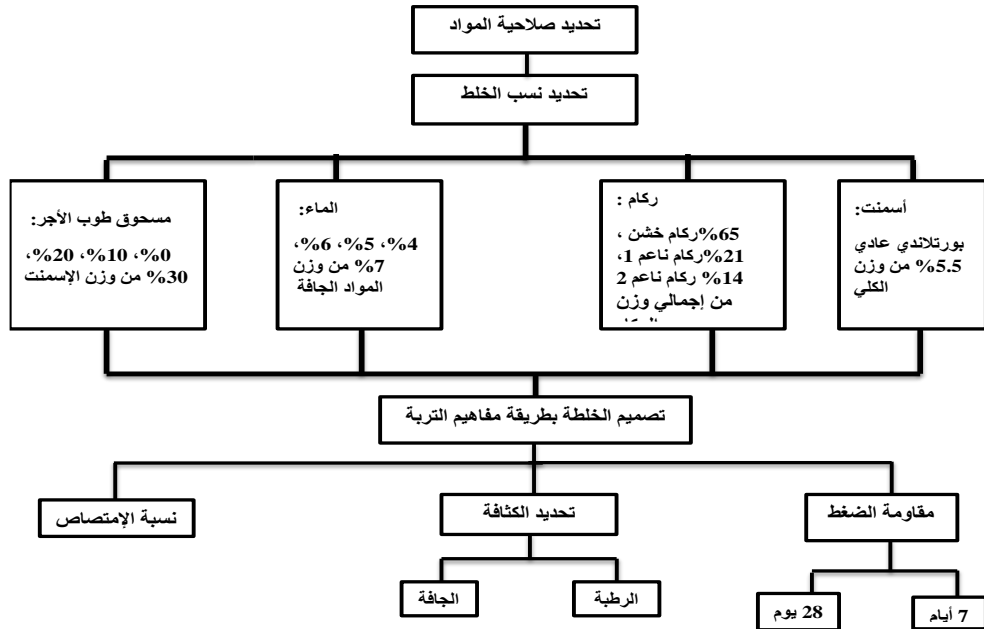 تحديد صلاحية المواد
تحديد نسب الخلط
أسمنت:
بورتلاندي عادي
5.5% من وزن
الكلي
ركام :
65%ركام خشن ،
21%ركام ناعم 1،
14% ركام ناعم 2
من إجمالي وزن
الماء:
4%، 5%، 6%،
7% من وزن
المواد الجافة
مسحوق طوب الأجر:
0%، 10%، 20%،
30% من وزن الإسمنت
تصميم الخلطة بطريقة مفاهيم التربة
مقاومة الضغط
تحديد الكثافة
نسبة الإمتصاص
7 أيام
28 يوم
الرطبة
الجافة